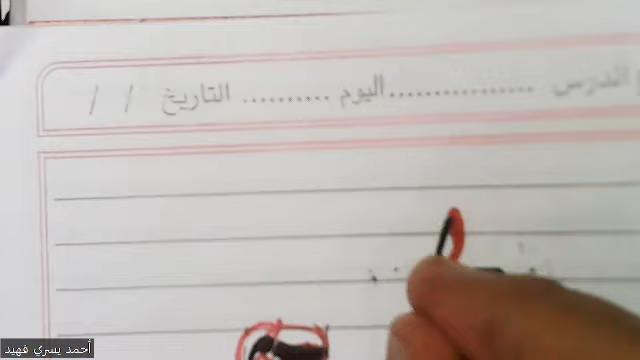 الدرس ................ اليوم .......... التاريخ / /
أحمد يسري فهيد